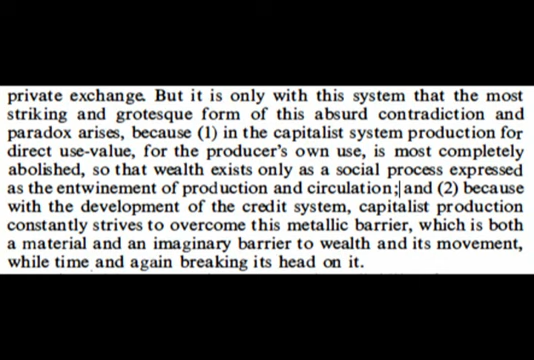 private exchange. But it is only with this system that the most
striking and grotesque form of this absurd contradiction and
paradox arises, because (1) in the capitalist system production for
direct use-value, for the producer's own use, is most completely
abolished, so that wealth exists only as a social process expressed
as the entwinement of production and circulation; and (2) because
with the development of the credit system, capitalist production
constantly strives to overcome this metallic barrier, which is both
a material and an imaginary barrier to wealth and its movement,
while time and again breaking its head on it.